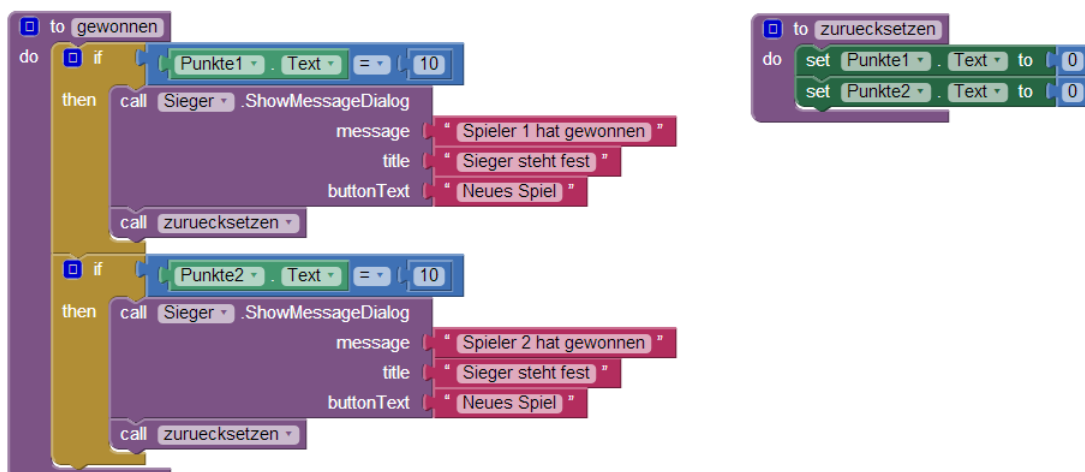 to gewonnen
do if Punkte1 . Text = 10
then call Sieger .ShowMessageDialog
message " Spieler 1 hat gewonnen "
title " Sieger steht fest "
buttonText " Neues Spiel "
call zuruecksetzen
if Punkte2 . Text = 10
then call Sieger .ShowMessageDialog
message " Spieler 2 hat gewonnen "
title " Sieger steht fest "
buttonText " Neues Spiel "
call zuruecksetzen
to zuruecksetzen
do set Punkte1 . Text to 0
set Punkte2 . Text to 0